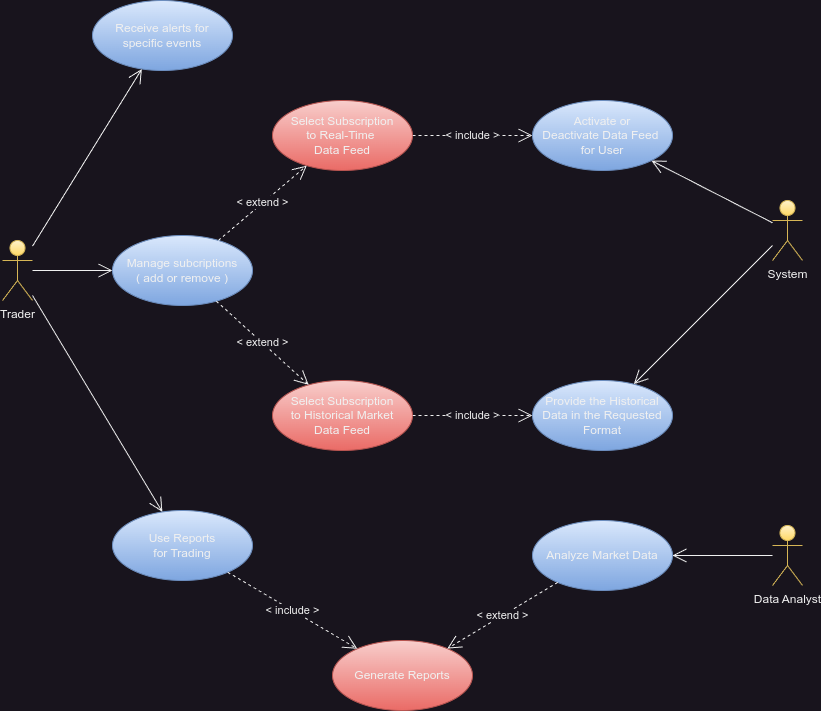 Receive alerts for
specific events
Select Subscription
to Real-Time
Data Feed
< include >
Activate or
Deactivate Data Feed
for User
< extend >
Manage subcriptions
( add or remove )
System
Trader
< extend >
Select Subscription
to Historical Market
Data Feed
< include >
Provide the Historical
Data in the Requested
Format
Use Reports
for Trading
Analyze Market Data
Data Analyst
< include >
< extend >
Generate Reports